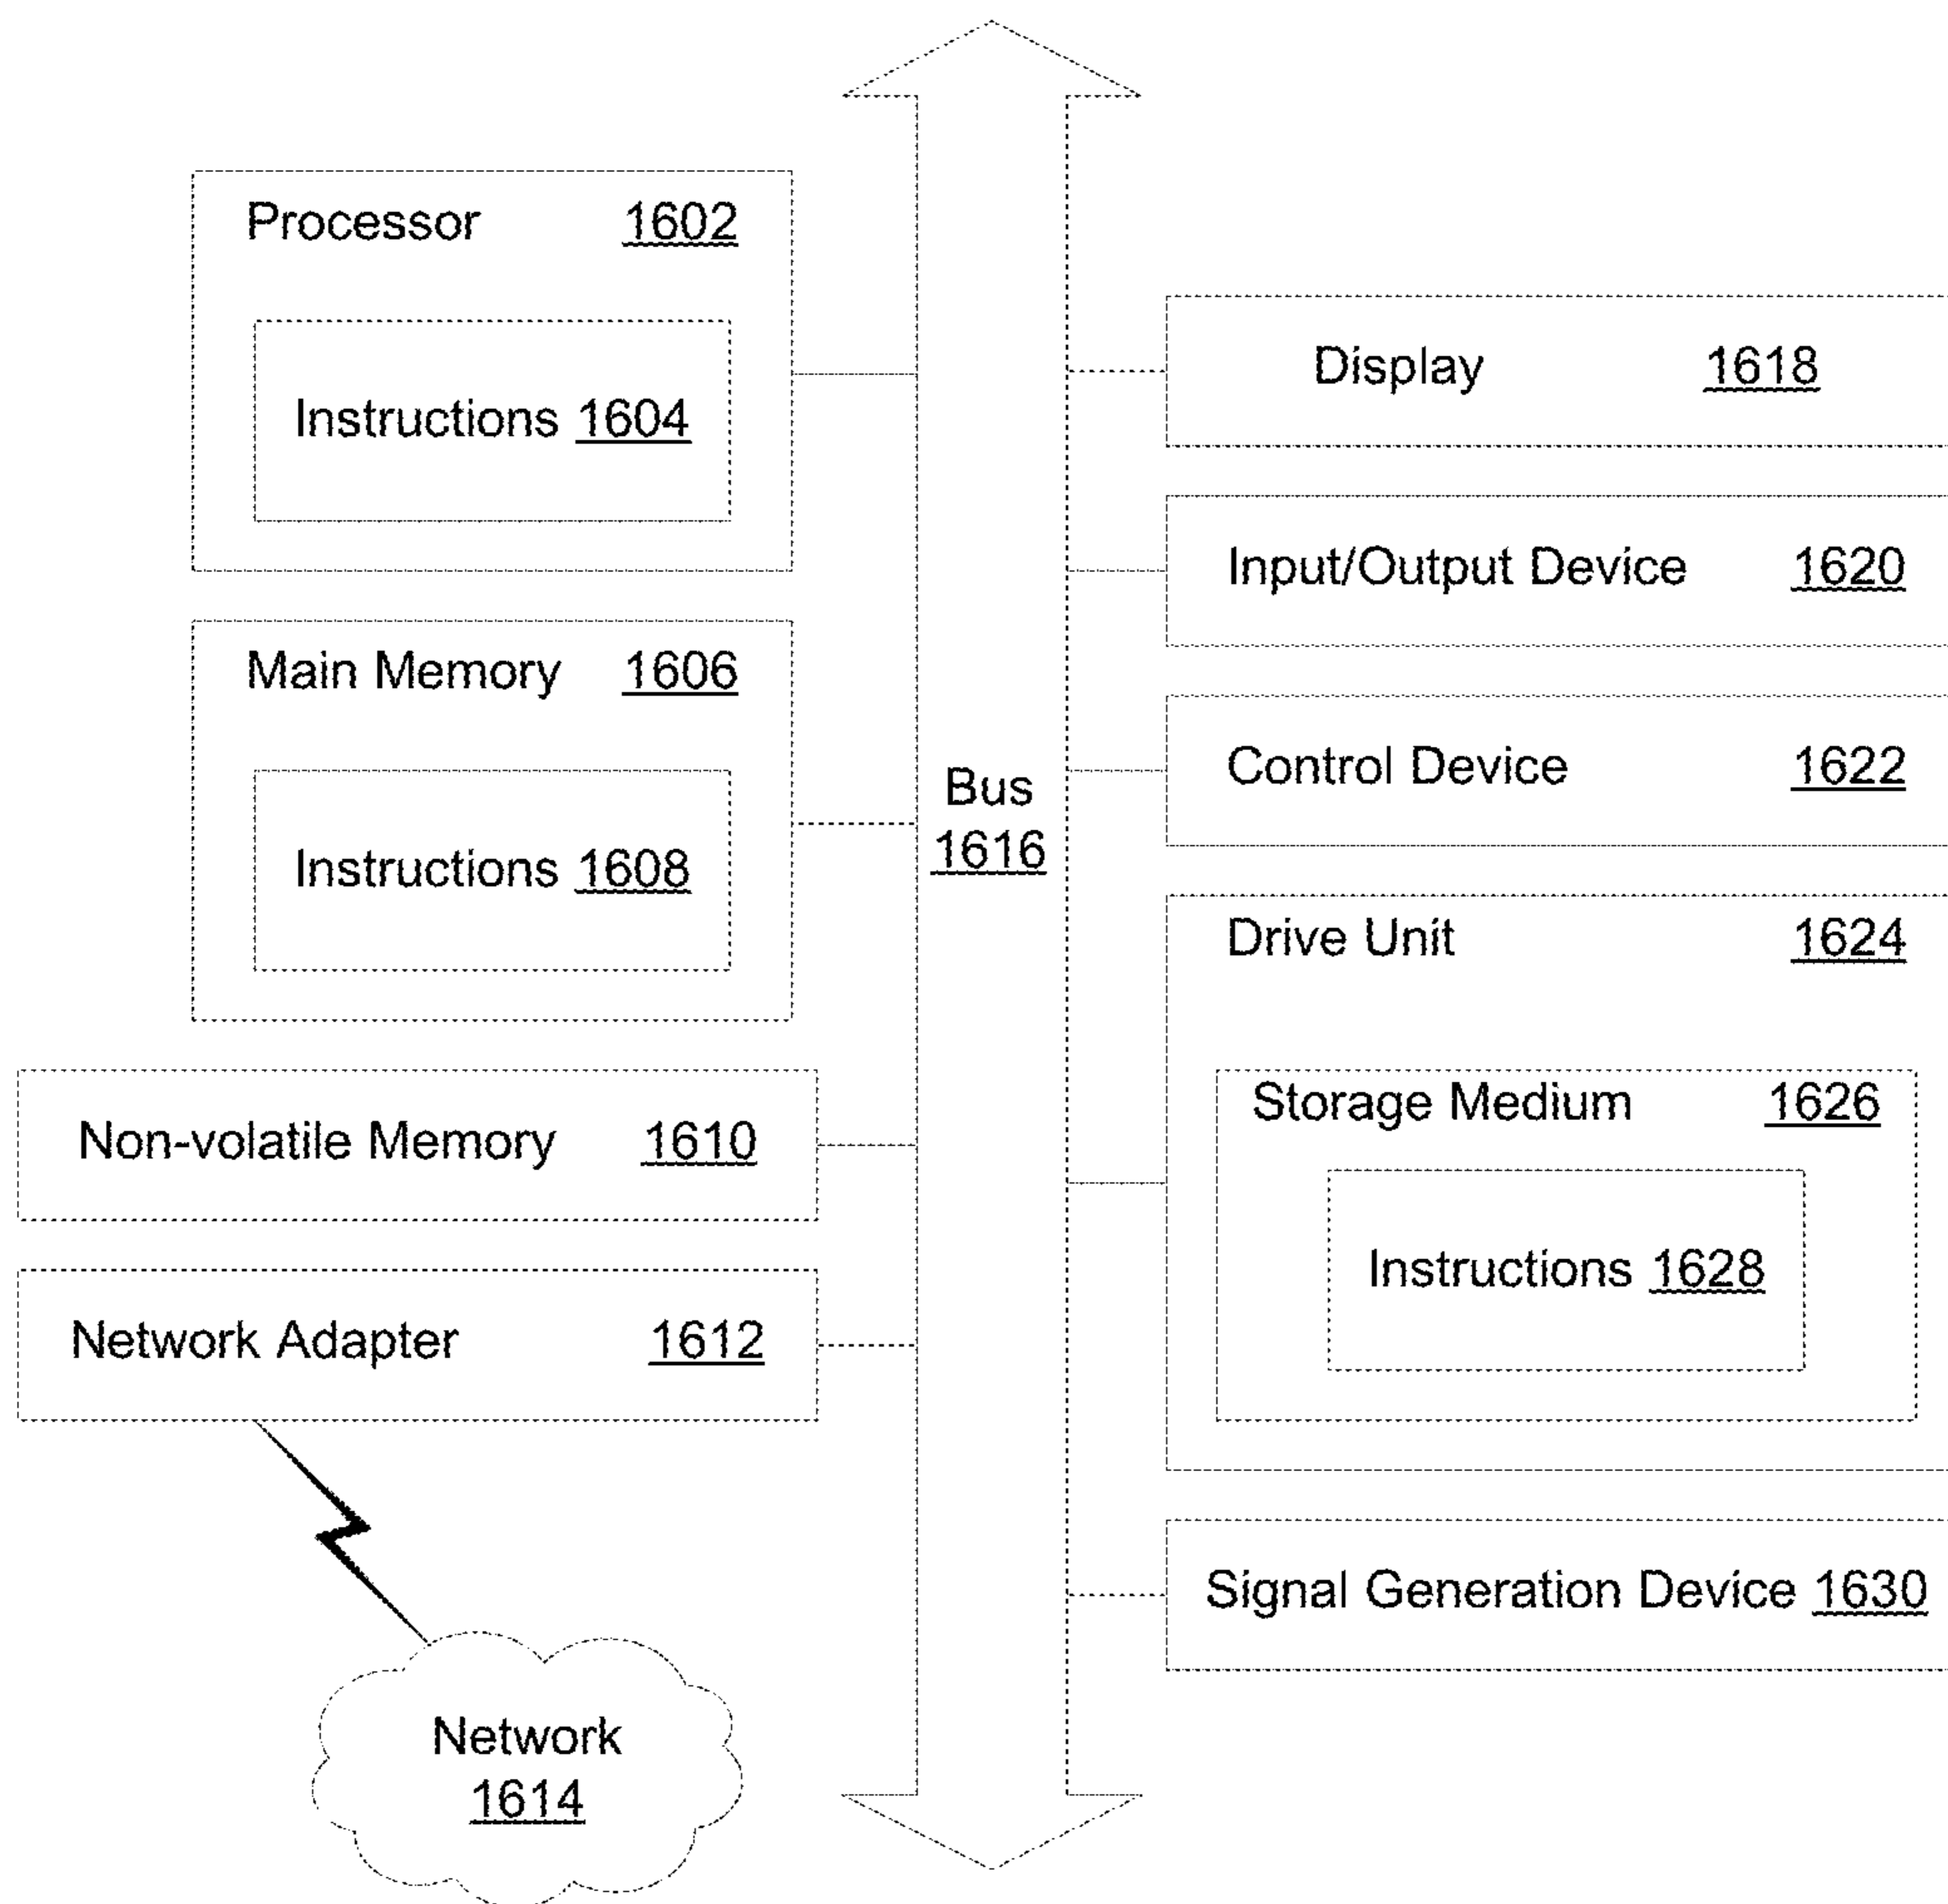 Processor 1602
Instructions 1604
Main Memory 1606
Instructions 1608
Non-volatile Memory 1610
Network Adapter 1612
Network
1614
Bus
1616
Display 1618
Input/Output Device 1620
Control Device 1622
Drive Unit 1624
Storage Medium 1626
Instructions 1628
Signal Generation Device 1630